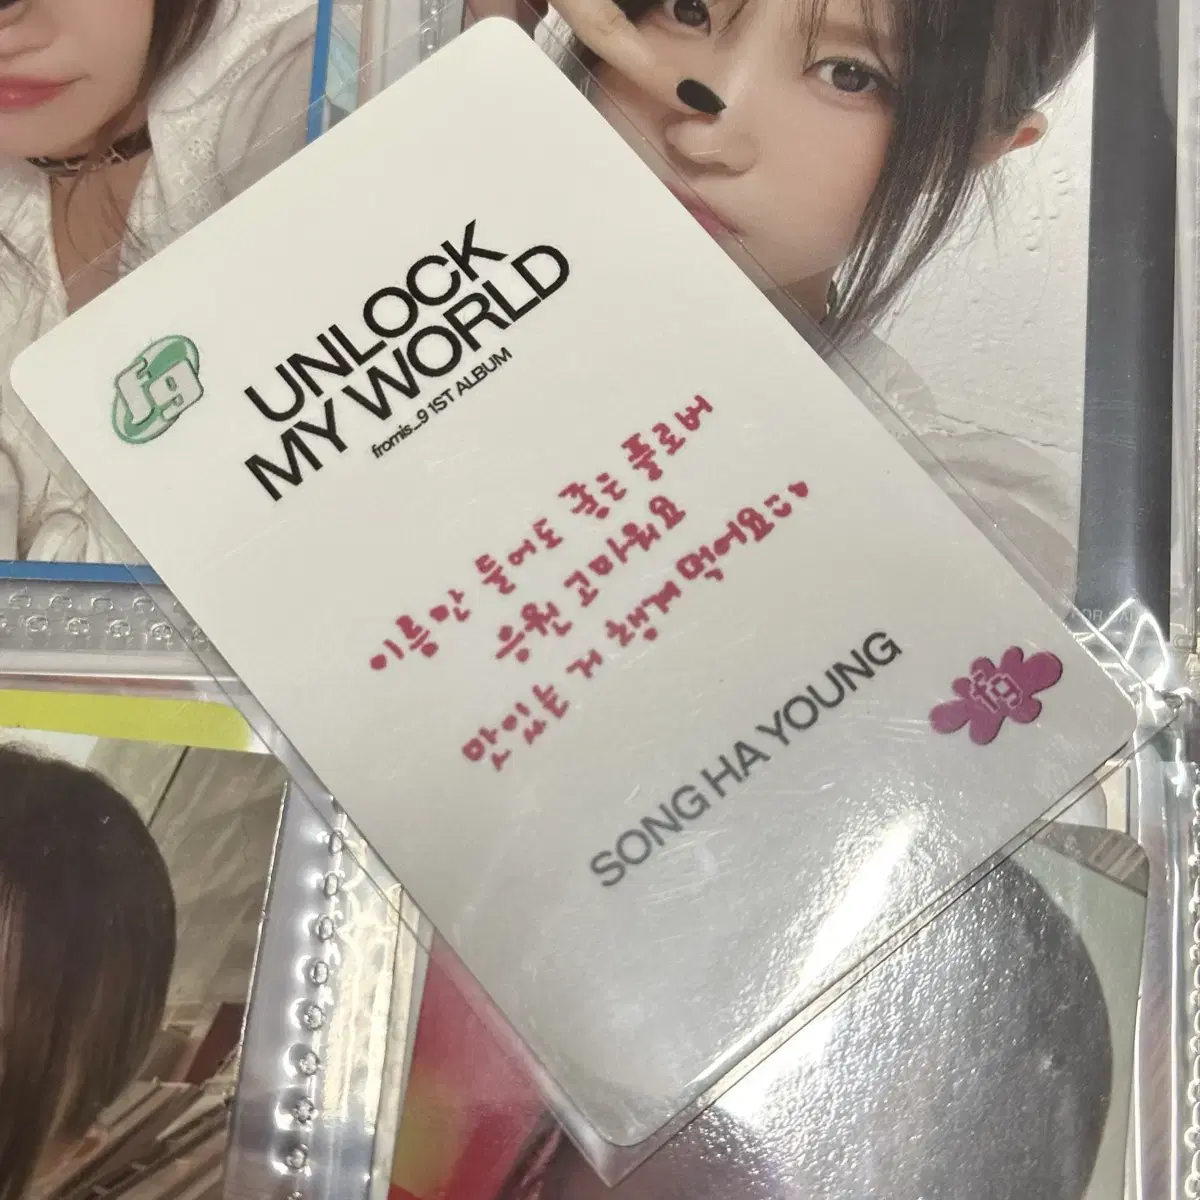 UNLOCK
MY WORLD
fromis_9 1ST ALBUM
f9
이름만 들어도 좋은 플로버
응원 고마워요
맛있는 거 챙겨 먹어요
SONG HA YOUNG
fg